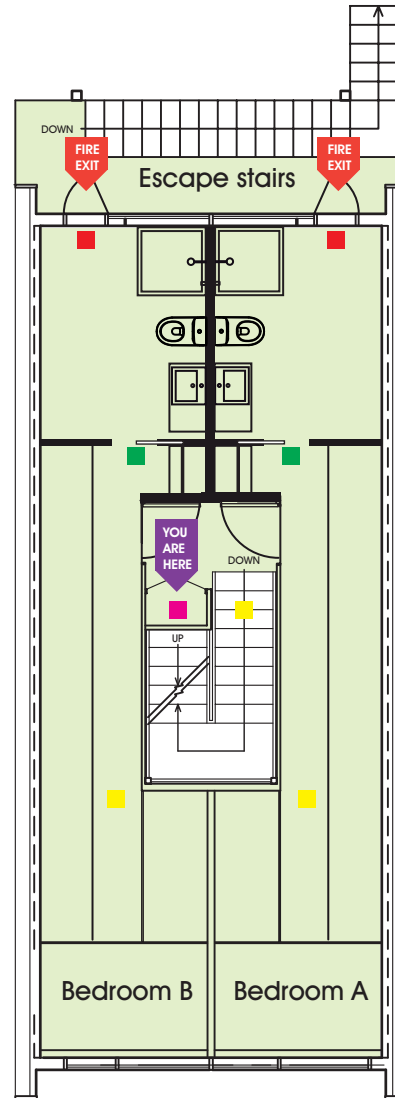 DOWN
FIRE
EXIT
FIRE
EXIT
Escape stairs
YOU
ARE
HERE
DOWN
UP
Bedroom B
Bedroom A